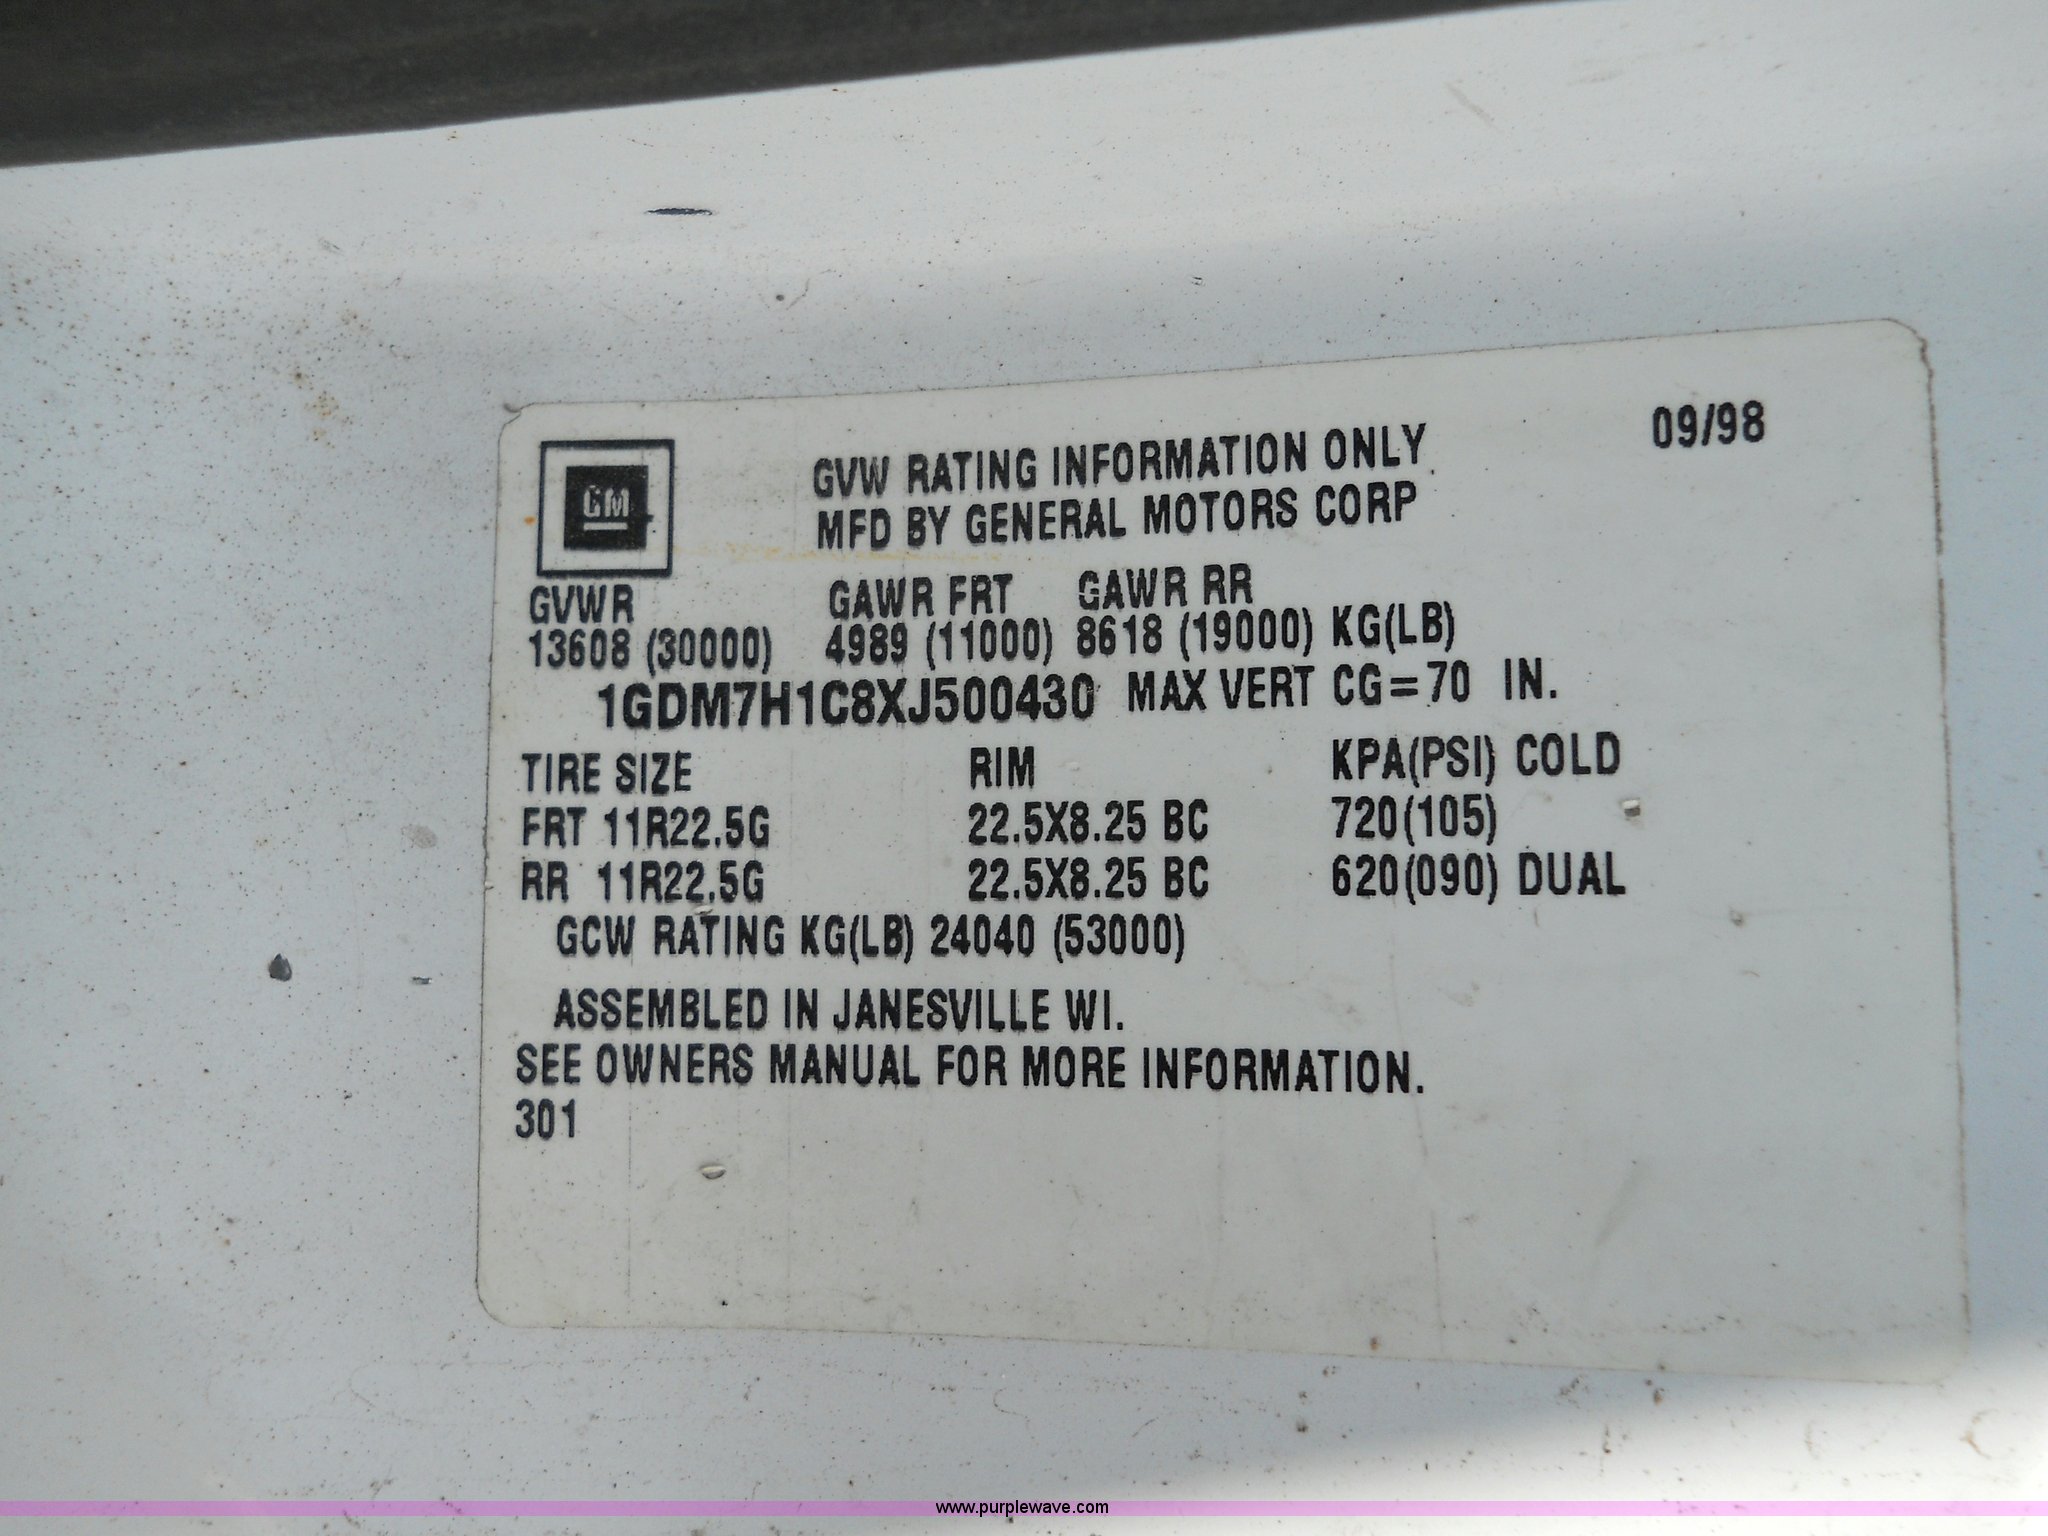 09/98
GM
GVW RATING INFORMATION ONLY
MFD BY GENERAL MOTORS CORP
GVWR GAWR FRT GAWR RR
13608 (30000) 4989 (11000) 8618 (19000) KG(LB)
1GDM7H1C8XJ500430 MAX VERT CG=70 IN.
TIRE SIZE RIM KPA(PSI) COLD
FRT 11R22.5G 22.5X8.25 BC 720(105)
RR 11R22.5G 22.5X8.25 BC 620(090) DUAL
GCW RATING KG(LB) 24040 (53000)
ASSEMBLED IN JANESVILLE WI.
SEE OWNERS MANUAL FOR MORE INFORMATION.
301
www.purplewave.com